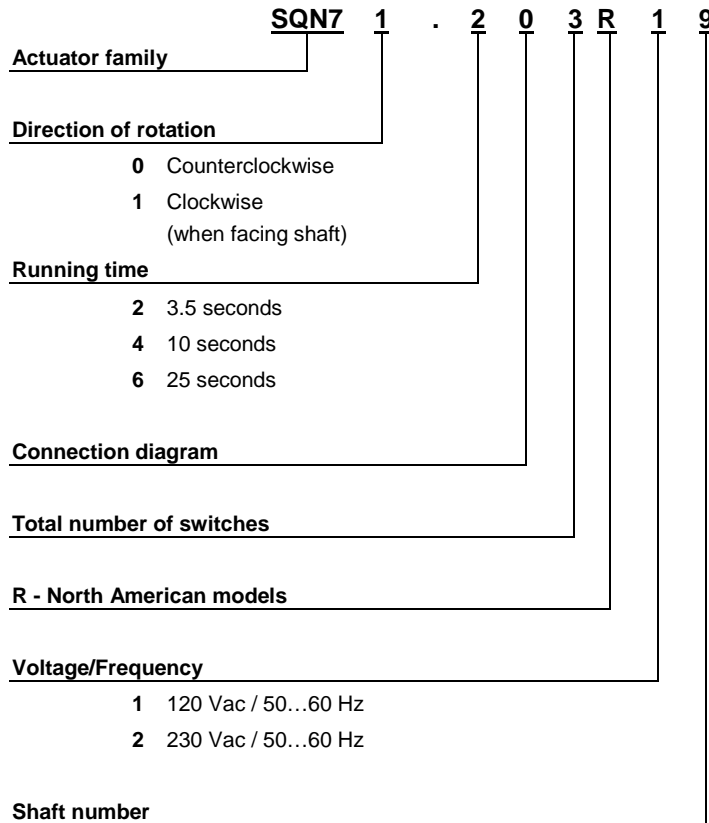 SQN7 1 . 2 0 3 R 1 9
Actuator family
Direction of rotation
0 Counterclockwise
1 Clockwise
(when facing shaft)
Running time
2 3.5 seconds
4 10 seconds
6 25 seconds
Connection diagram
Total number of switches
R - North American models
Voltage/Frequency
1 120 Vac / 50…60 Hz
2 230 Vac / 50…60 Hz
Shaft number